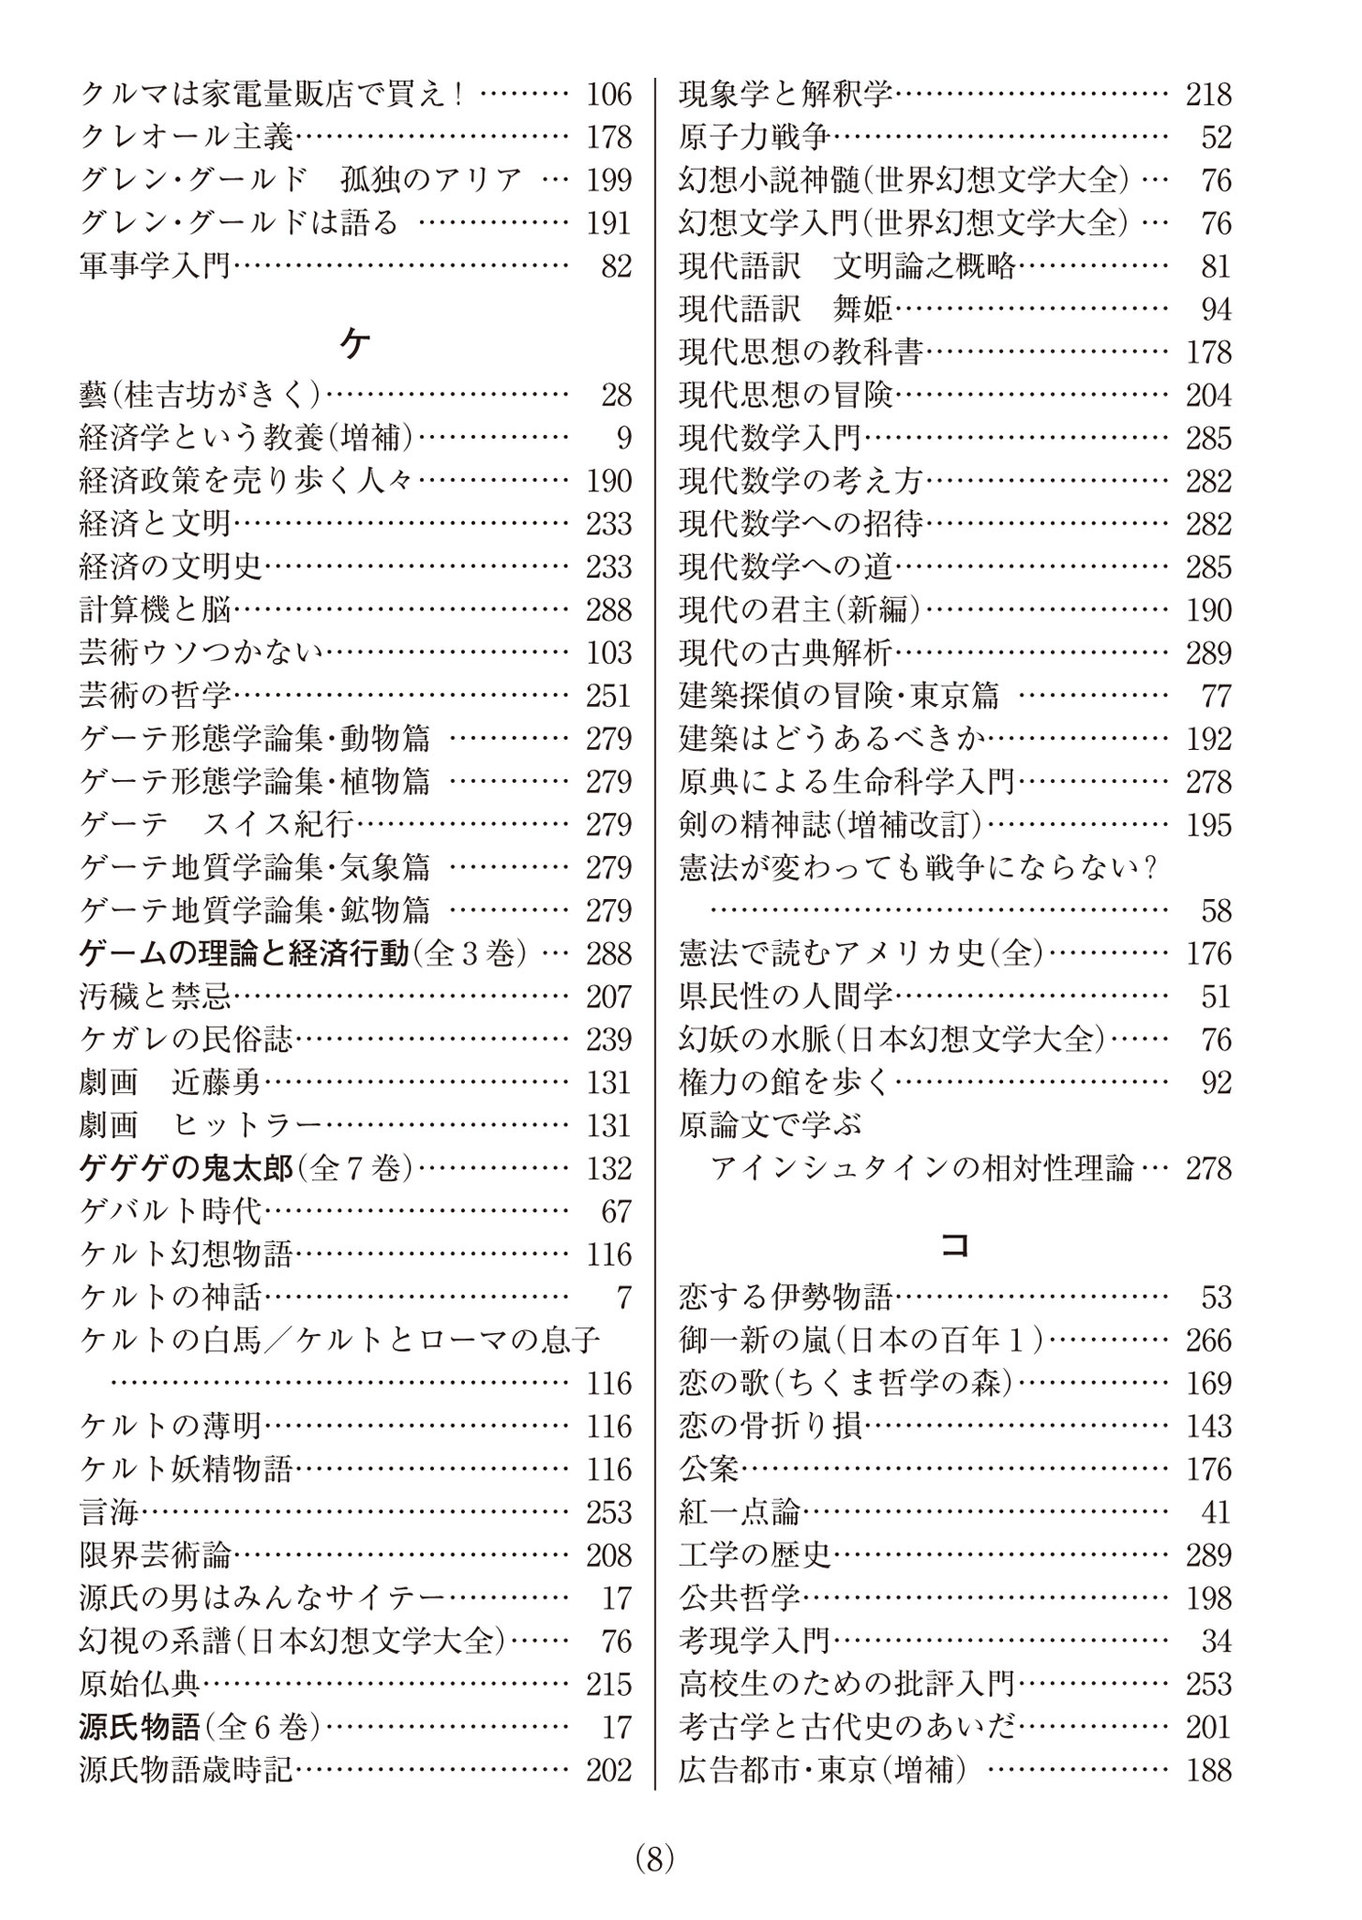 クルマは家電量販店で買え！……… 106
クレオール主義……………………… 178
グレン・グールド　孤独のアリア … 199
グレン・グールドは語る …………… 191
軍事学入門…………………………… 82
ケ
藝(桂吉坊がきく)…………………… 28
経済学という教養(増補)…………… 9
経済政策を売り歩く人々…………… 190
経済と文明…………………………… 233
経済の文明史………………………… 233
計算機と脳…………………………… 288
芸術ウソつかない…………………… 103
芸術の哲学…………………………… 251
ゲーテ形態学論集・動物篇 ………… 279
ゲーテ形態学論集・植物篇 ………… 279
ゲーテ　スイス紀行………………… 279
ゲーテ地質学論集・気象篇 ………… 279
ゲーテ地質学論集・鉱物篇 ………… 279
ゲームの理論と経済行動(全３巻) … 288
汚穢と禁忌…………………………… 207
ケガレの民俗誌……………………… 239
劇画　近藤勇………………………… 131
劇画　ヒットラー…………………… 131
ゲゲゲの鬼太郎(全７巻)…………… 132
ゲバルト時代………………………… 67
ケルト幻想物語……………………… 116
ケルトの神話………………………… 7
ケルトの白馬／ケルトとローマの息子
……………………………………… 116
ケルトの薄明………………………… 116
ケルト妖精物語……………………… 116
言海…………………………………… 253
限界芸術論…………………………… 208
源氏の男はみんなサイテー………… 17
幻視の系譜(日本幻想文学大全)…… 76
原始仏典……………………………… 215
源氏物語(全６巻)…………………… 17
源氏物語歳時記……………………… 202
現象学と解釈学……………………… 218
原子力戦争…………………………… 52
幻想小説神髄(世界幻想文学大全) … 76
幻想文学入門(世界幻想文学大全) … 76
現代語訳　文明論之概略…………… 81
現代語訳　舞姫……………………… 94
現代思想の教科書…………………… 178
現代思想の冒険……………………… 204
現代数学入門………………………… 285
現代数学の考え方…………………… 282
現代数学への招待…………………… 282
現代数学への道……………………… 285
現代の君主(新編)…………………… 190
現代の古典解析……………………… 289
建築探偵の冒険・東京篇 …………… 77
建築はどうあるべきか……………… 192
原典による生命科学入門…………… 278
剣の精神誌(増補改訂)……………… 195
憲法が変わっても戦争にならない？
……………………………………… 58
憲法で読むアメリカ史(全)………… 176
県民性の人間学……………………… 51
幻妖の水脈(日本幻想文学大全)…… 76
権力の館を歩く……………………… 92
原論文で学ぶ
アインシュタインの相対性理論… 278
コ
恋する伊勢物語……………………… 53
御一新の嵐(日本の百年１)………… 266
恋の歌(ちくま哲学の森)…………… 169
恋の骨折り損………………………… 143
公案…………………………………… 176
紅一点論……………………………… 41
工学の歴史…………………………… 289
公共哲学……………………………… 198
考現学入門…………………………… 34
高校生のための批評入門…………… 253
考古学と古代史のあいだ…………… 201
広告都市・東京(増補) ……………… 188
(8)